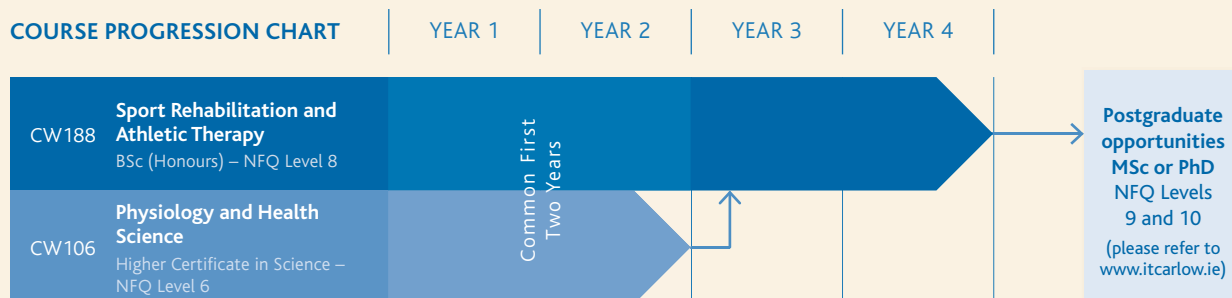 COURSE PROGRESSION CHART
YEAR 1
YEAR 2
YEAR 3
YEAR 4
CW188
Sport Rehabilitation and
Athletic Therapy
BSc (Honours) – NFQ Level 8
CW106
Physiology and Health
Science
Higher Certificate in Science –
NFQ Level 6
Common First
Two Years
Postgraduate
opportunities
MSc or PhD
NFQ Levels
9 and 10
(please refer to
www.itcarlow.ie)